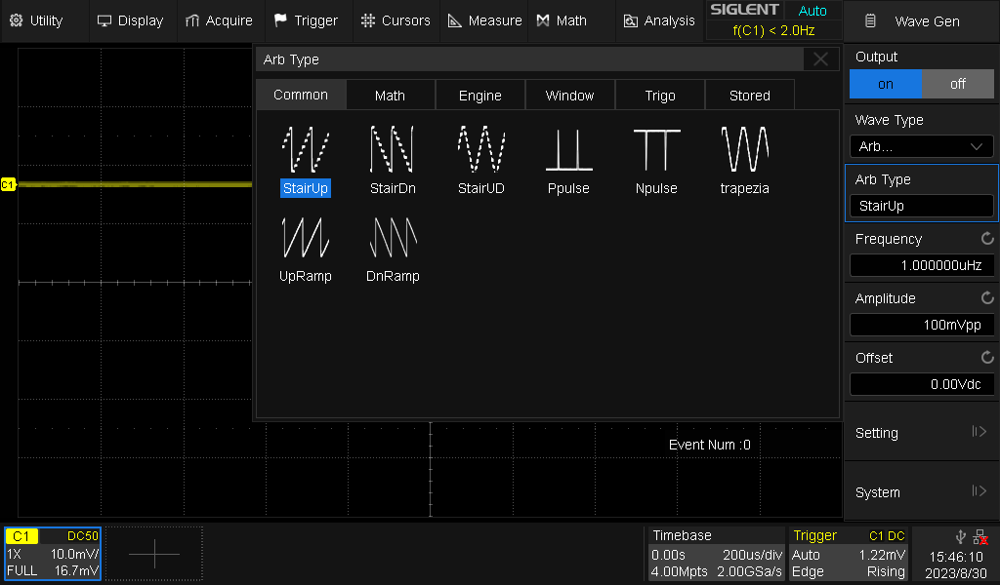 Utility
Display
Acquire
Trigger
Cursors
Measure
Math
Analysis
SIGLENT
Auto
f(C1) < 2.0Hz
Wave Gen
Arb Type
Common
Math
Engine
Window
Trigo
Stored
StairUp
StairDn
StairUD
Ppulse
Npulse
trapezia
UpRamp
DnRamp
C1
Event Num :0
Output
on
off
Wave Type
Arb...
Arb Type
StairUp
Frequency
1.000000uHz
Amplitude
100mVpp
Offset
0.00Vdc
Setting
System
C1
DC50
1X
10.0mV/
FULL
16.7mV
Timebase
0.00s
200us/div
4.00Mpts
2.00GSa/s
Trigger
C1 DC
Auto
1.22mV
Edge
Rising
15:46:10
2023/8/30